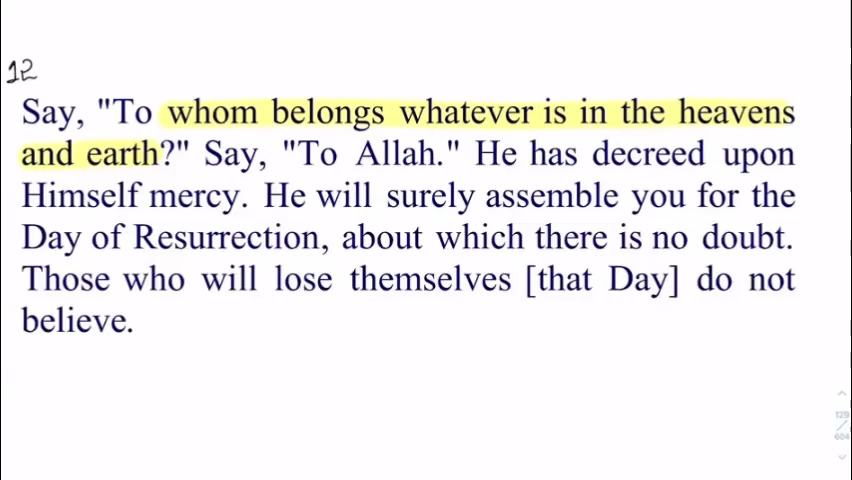 12
Say, "To whom belongs whatever is in the heavens
and earth?" Say, "To Allah." He has decreed upon
Himself mercy. He will surely assemble you for the
Day of Resurrection, about which there is no doubt.
Those who will lose themselves [that Day] do not
believe.
129
/
604